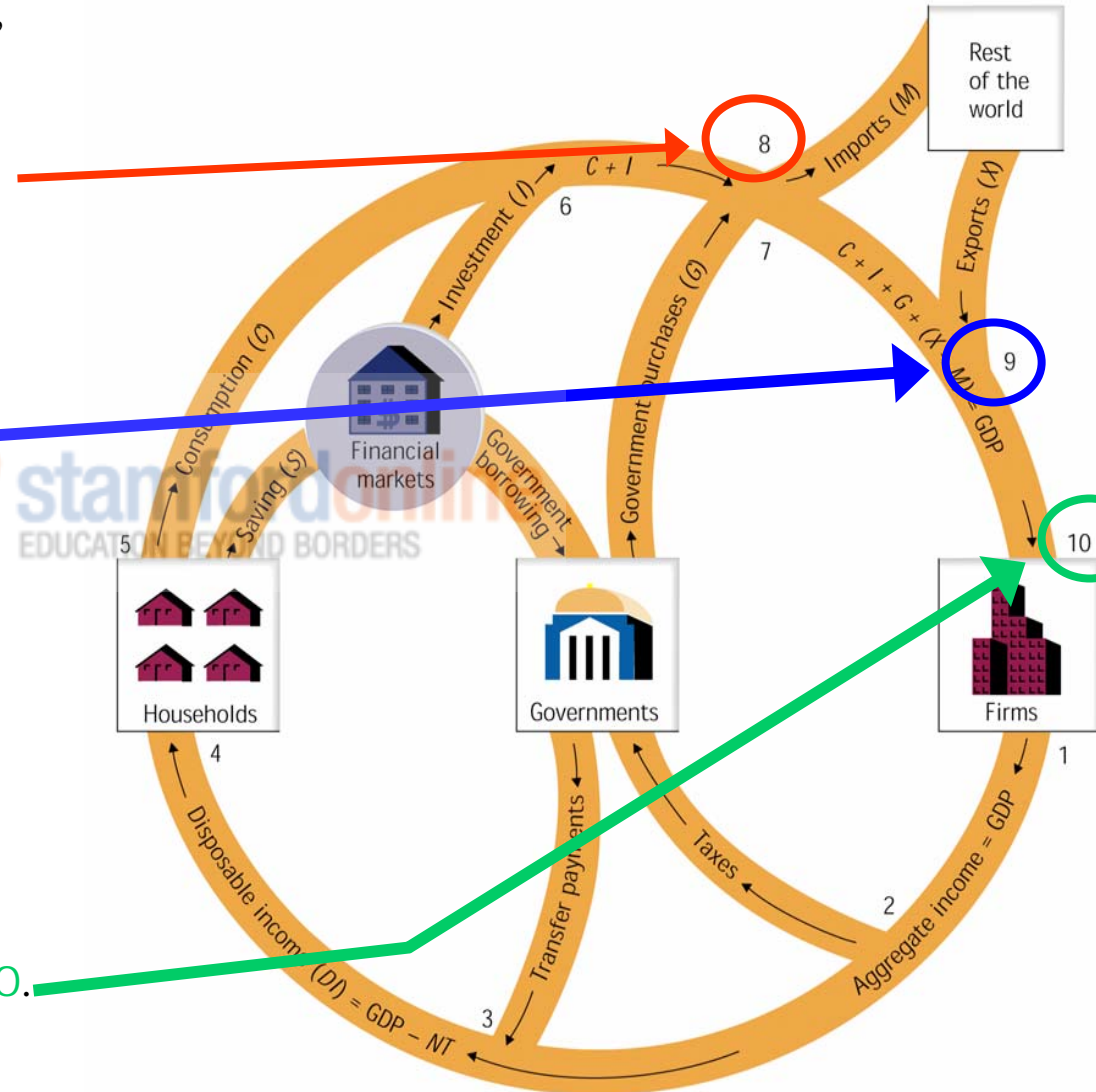 ,
Rest
of the
world
8
Imports (M)
C + I
Investment (I)
6
Exports (X)
7
C + I + G + (X - M) = GDP
9
Government purchases (G)
Consumption (C)
Financial
markets
Saving (S)
Government
borrowing
stamfordonline
EDUCATION BEYOND BORDERS
5
10
Households
Governments
Firms
4
1
Disposable income (DI) = GDP – NT
Transfer payments
Taxes
2
Aggregate income = GDP
3
0.